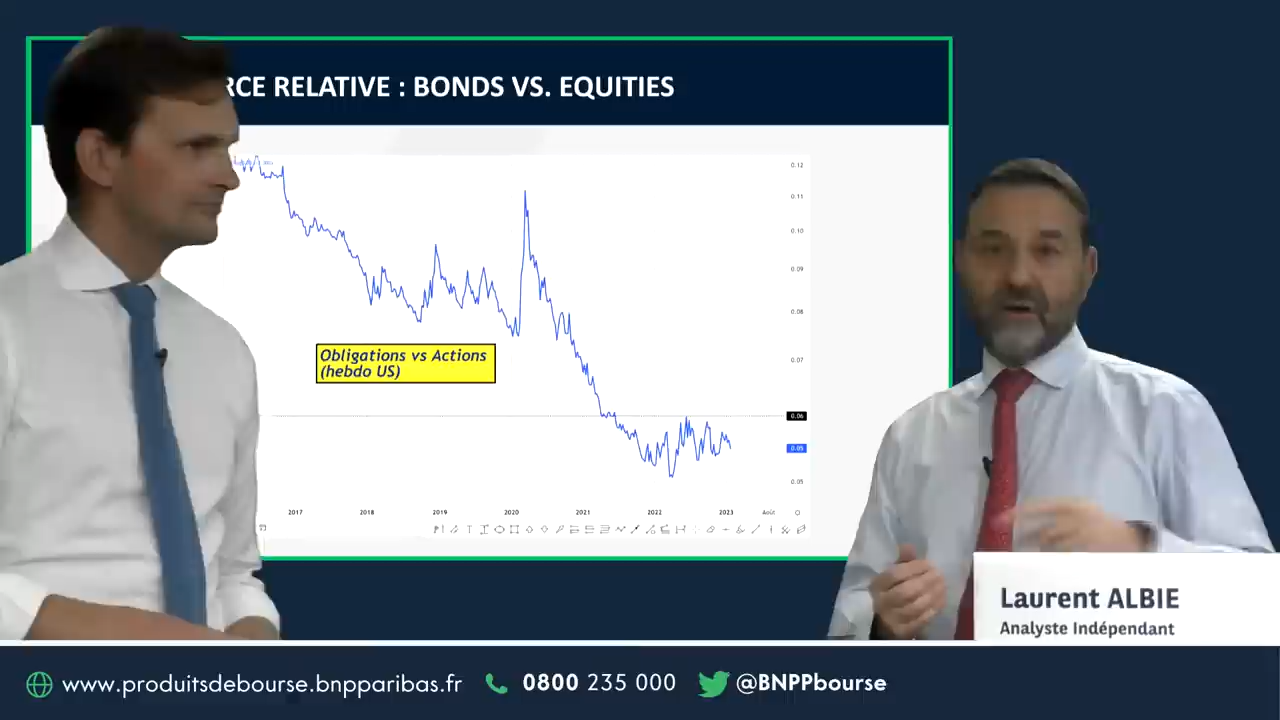 RCE RELATIVE : BONDS VS. EQUITIES
0.12
0.11
0.10
0.09
0.08
Obligations vs Actions
(hebdo US)
0.07
0.06
0.05
0.05
2017 2018 2019 2020 2021 2022 2023 Août
Laurent ALBIE
Analyste Indépendant
www.produitsdebourse.bnpparibas.fr 0800 235 000 @BNPPbourse